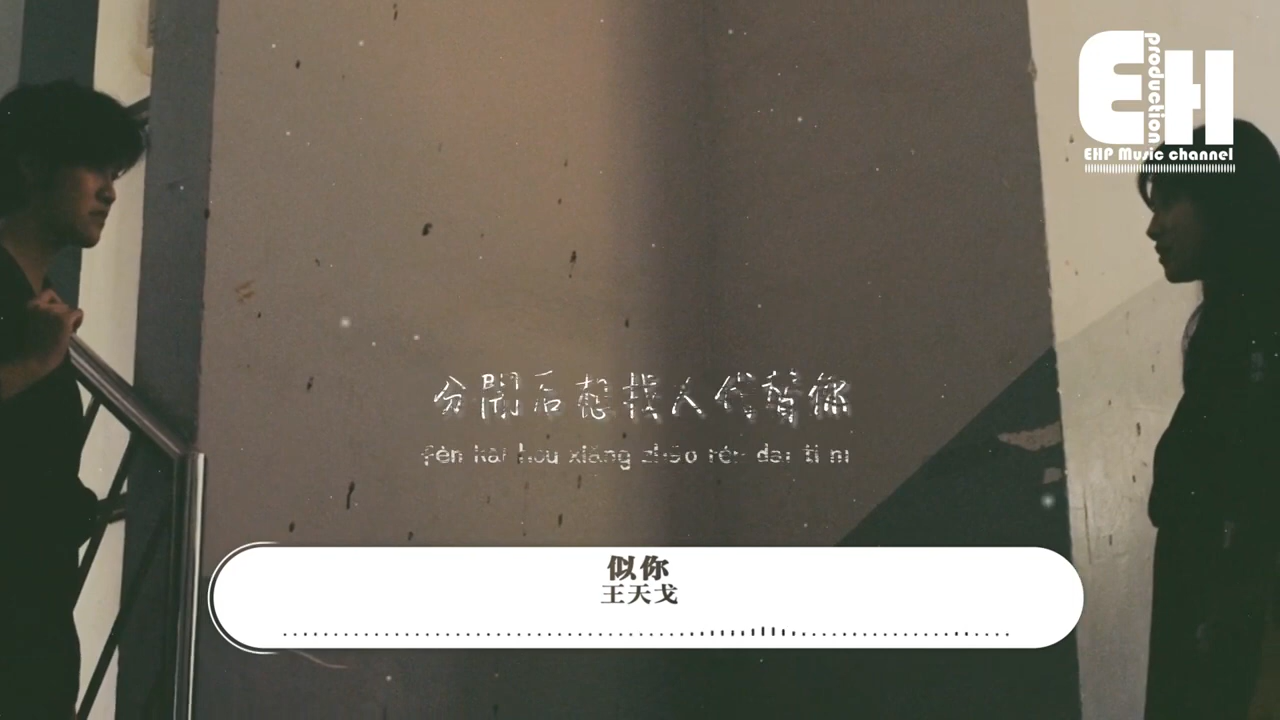 EH
production
EHP Music channel
分開后想找人代替你
fēn kāi hòu xiǎng zhǎo rén dài tì nǐ
似你
王天戈